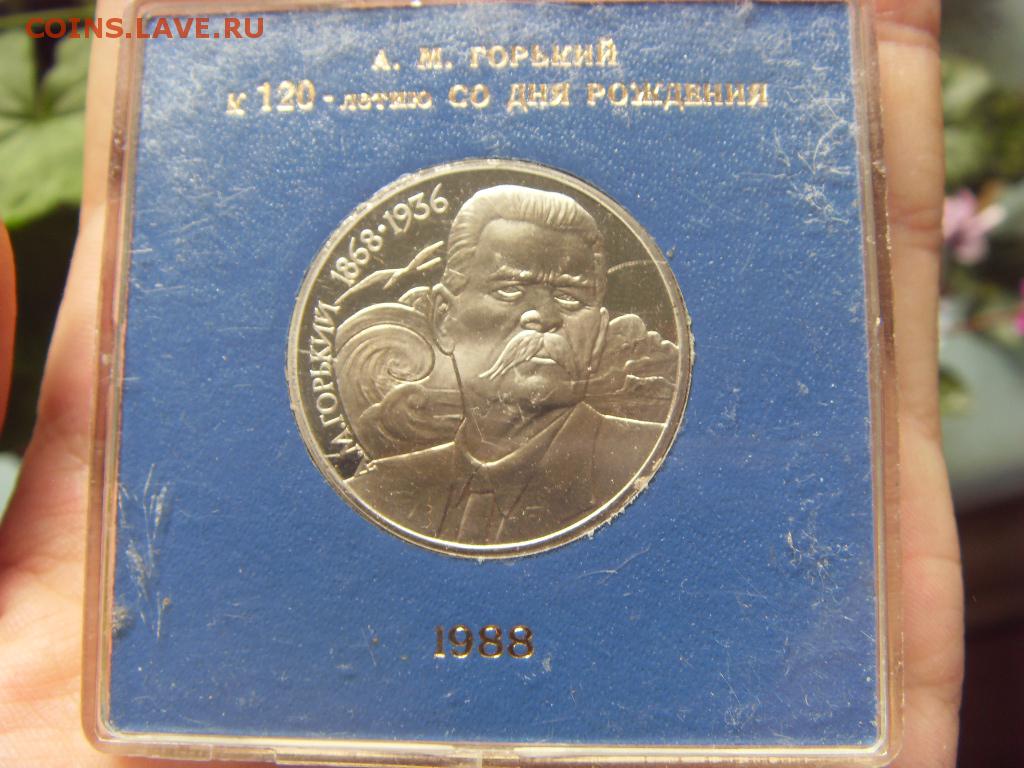 COINS.LAVE.RU
А. М. ГОРЬКИЙ
К 120-летию СО ДНЯ РОЖДЕНИЯ
А.М.ГОРЬКИЙ 1868·1936
1988